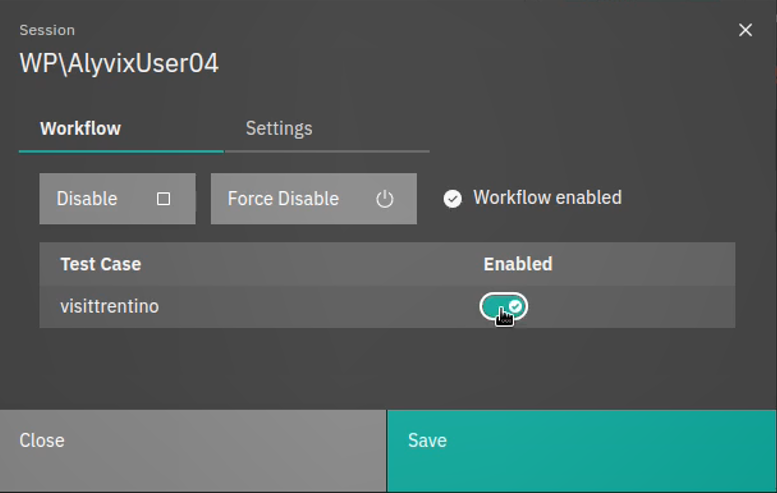 Session
WP\AlyvixUser04
Workflow Settings
Disable Force Disable Workflow enabled
Test Case Enabled
visittrentino
Close Save